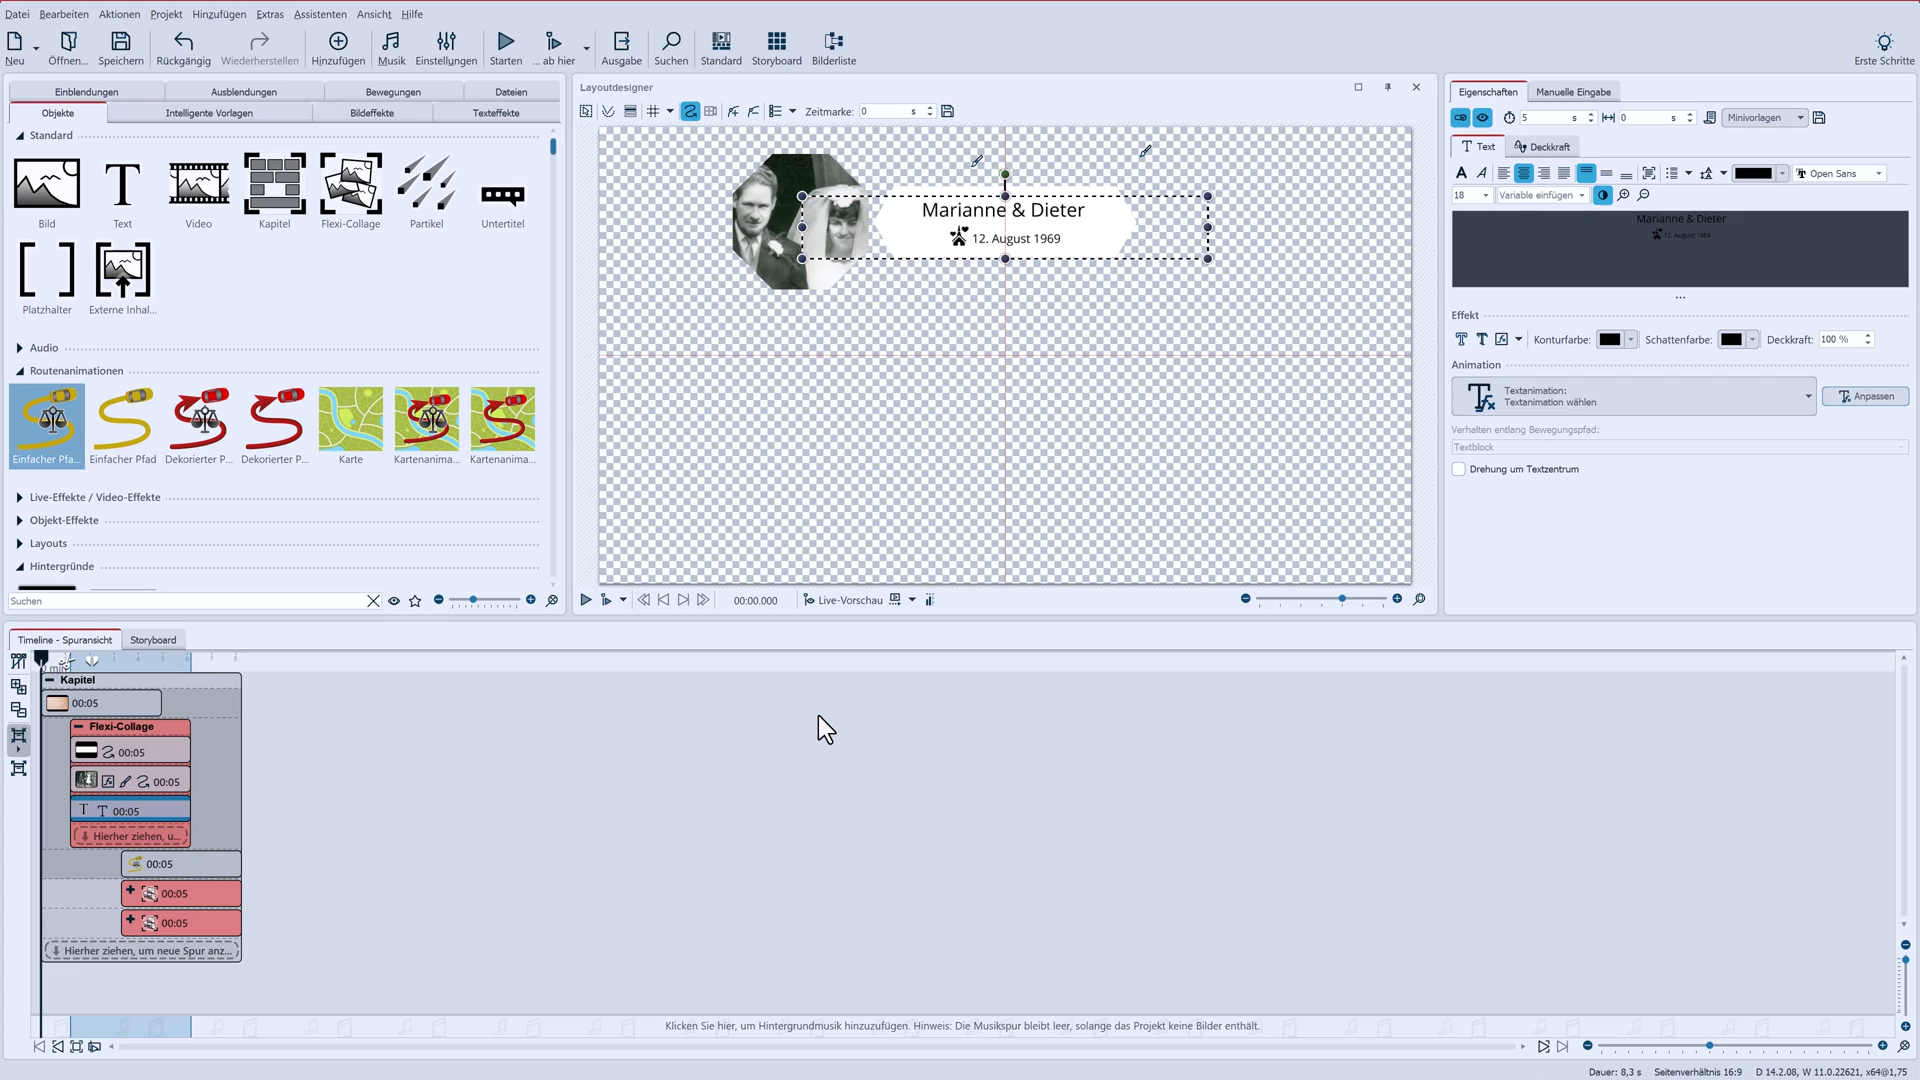 Datei Bearbeiten Aktionen Projekt Hinzufügen Extras Assistenten Ansicht Hilfe
Neu Öffnen... Speichern Rückgängig Wiederherstellen Hinzufügen Musik Einstellungen Starten ... ab hier Ausgabe Suchen Standard Storyboard Bilderliste Erste Schritte
Einblendungen Ausblendungen Bewegungen Dateien
Objekte Intelligente Vorlagen Bildeffekte Texteffekte
Standard
Bild Text Video Kapitel Flexi-Collage Partikel Untertitel
Platzhalter Externe Inhal...
Audio
Routenanimationen
Einfacher Pfa... Einfacher Pfad Dekorierter P... Dekorierter P... Karte Kartenanima... Kartenanima...
Live-Effekte / Video-Effekte
Objekt-Effekte
Layouts
Hintergründe
Suchen
Layoutdesigner
Zeitmarke: 0 s
Marianne & Dieter
12. August 1969
00:00.000 Live-Vorschau
Eigenschaften Manuelle Eingabe
5 s 0 s Minivorlagen
Text Deckkraft
Open Sans
18 Variable einfügen
Marianne & Dieter
12. August 1969
...
Effekt
Konturfarbe: Schattenfarbe: Deckkraft: 100 %
Animation
Textanimation:
Textanimation wählen
Anpassen
Verhalten entlang Bewegungspfad:
Textblock
Drehung um Textzentrum
Timeline - Spuransicht Storyboard
Kapitel
00:05
Flexi-Collage
00:05
00:05
T T 00:05
Hierher ziehen, u...
00:05
00:05
00:05
Hierher ziehen, um neue Spur anz...
Klicken Sie hier, um Hintergrundmusik hinzuzufügen. Hinweis: Die Musikspur bleibt leer, solange das Projekt keine Bilder enthält.
Dauer: 8,3 s Seitenverhältnis 16:9 D 14.2.08, W 11.0.22621, x64@1,75